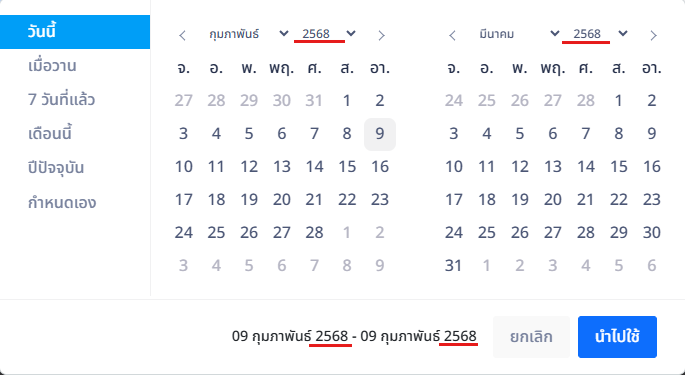 วันนี้
เมื่อวาน
7 วันที่แล้ว
เดือนนี้
ปีปัจจุบัน
กำหนดเอง
กุมภาพันธ์ 2568
จ. อ. พ. พฤ. ศ. ส. อา.
27 28 29 30 31 1 2
3 4 5 6 7 8 9
10 11 12 13 14 15 16
17 18 19 20 21 22 23
24 25 26 27 28 1 2
3 4 5 6 7 8 9
มีนาคม 2568
จ. อ. พ. พฤ. ศ. ส. อา.
24 25 26 27 28 1 2
3 4 5 6 7 8 9
10 11 12 13 14 15 16
17 18 19 20 21 22 23
24 25 26 27 28 29 30
31 1 2 3 4 5 6
09 กุมภาพันธ์ 2568 - 09 กุมภาพันธ์ 2568
ยกเลิก
นำไปใช้